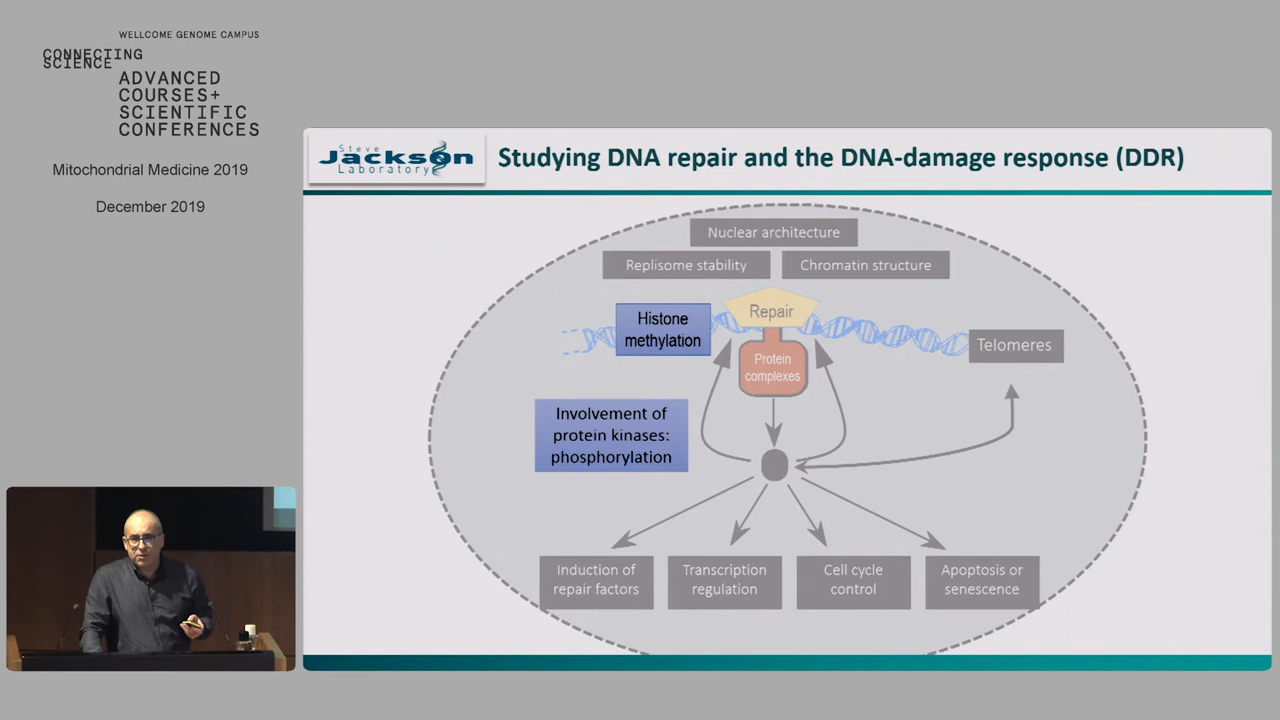 WELLCOME GENOME CAMPUS
CONNECTING
SCIENCE
ADVANCED
COURSES+
SCIENTIFIC
CONFERENCES
Mitochondrial Medicine 2019
December 2019
Steve
Jackson
Laboratory
Studying DNA repair and the DNA-damage response (DDR)
Nuclear architecture
Replisome stability
Chromatin structure
Histone
methylation
Repair
Protein
complexes
Telomeres
Involvement of
protein kinases:
phosphorylation
Induction of
repair factors
Transcription
regulation
Cell cycle
control
Apoptosis or
senescence